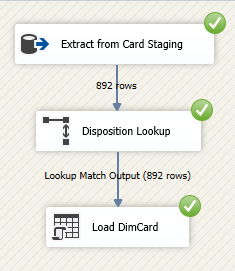 Extract from Card Staging
892 rows
Disposition Lookup
Lookup Match Output (892 rows)
Load DimCard